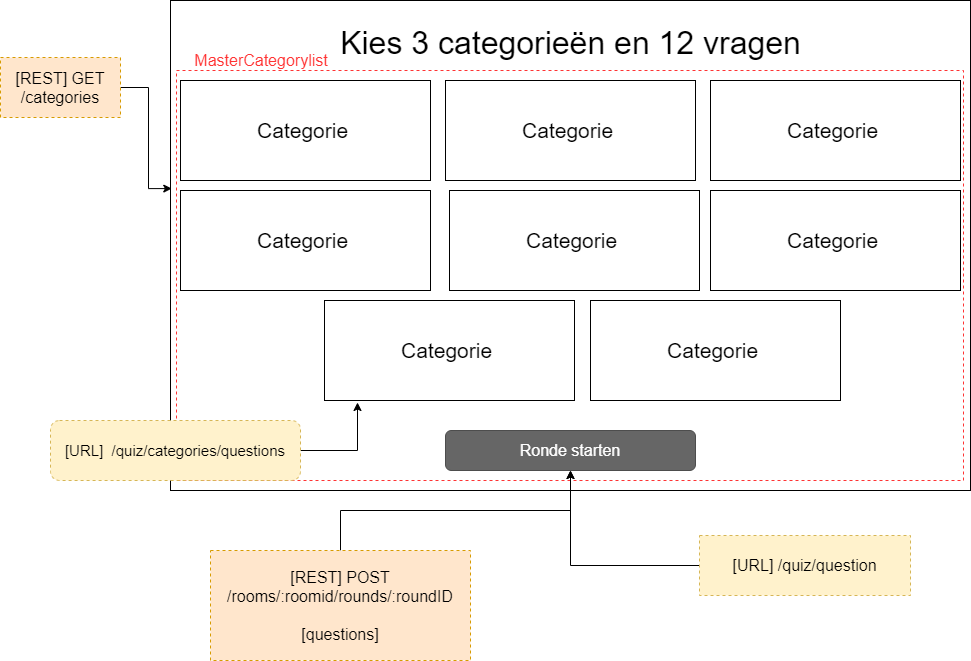 Kies 3 categorieën en 12 vragen
MasterCategorylist
[REST] GET
/categories
Categorie
Categorie
Categorie
Categorie
Categorie
Categorie
Categorie
Categorie
[URL] /quiz/categories/questions
Ronde starten
[REST] POST
/rooms/:roomid/rounds/:roundID
[questions]
[URL] /quiz/question